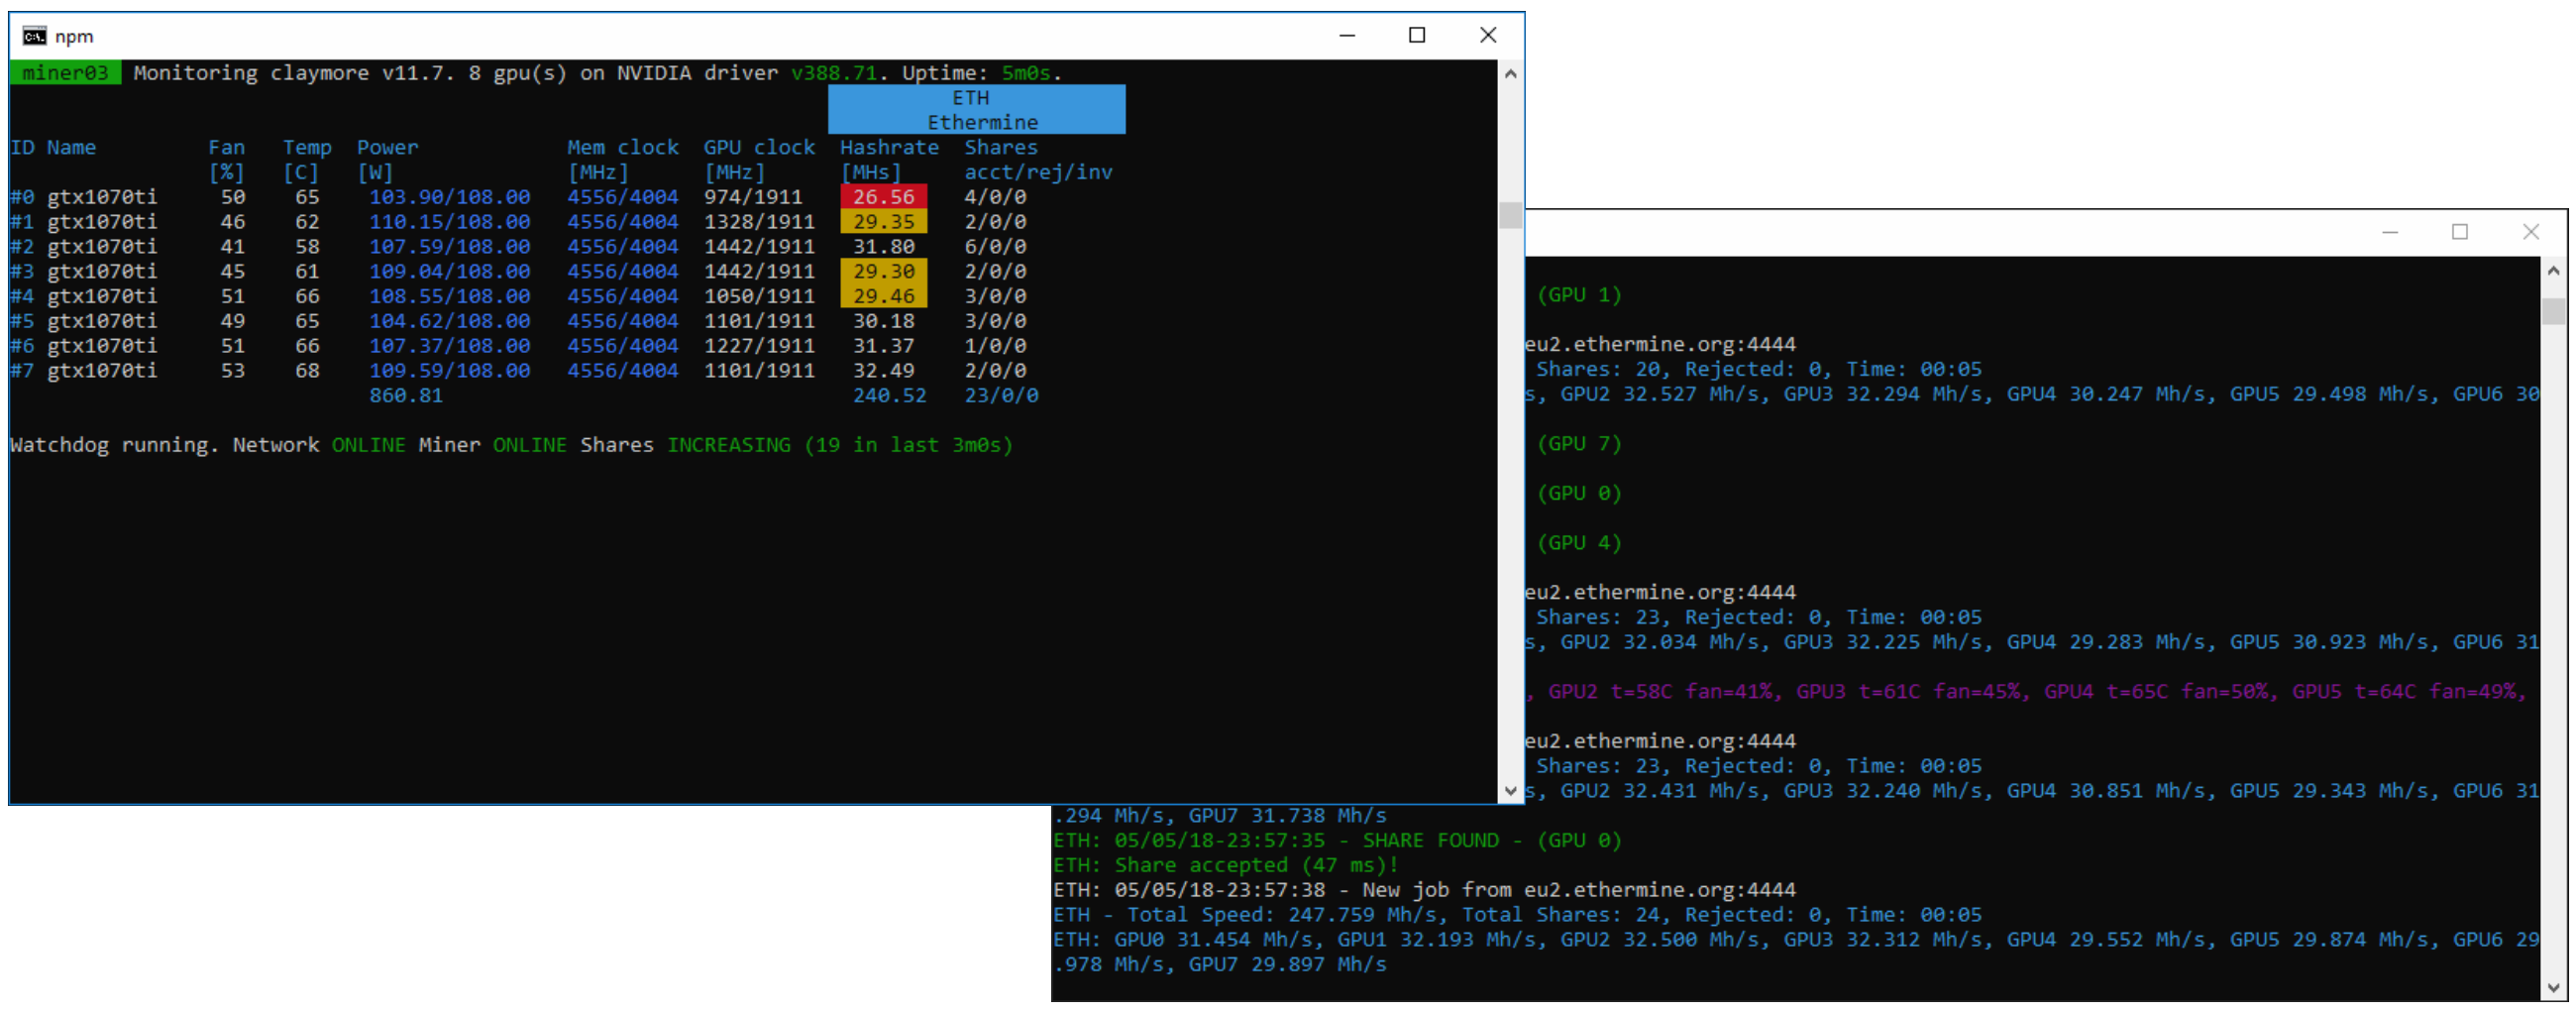 npm
miner03 Monitoring claymore v11.7. 8 gpu(s) on NVIDIA driver v388.71. Uptime: 5m0s.
ETH
Ethermine
ID Name Fan Temp Power Mem clock GPU clock Hashrate Shares
[%] [C] [W] [MHz] [MHz] [MHs] acct/rej/inv
#0 gtx1070ti 50 65 103.90/108.00 4556/4004 974/1911 26.56 4/0/0
#1 gtx1070ti 46 62 110.15/108.00 4556/4004 1328/1911 29.35 2/0/0
#2 gtx1070ti 41 58 107.59/108.00 4556/4004 1442/1911 31.80 6/0/0
#3 gtx1070ti 45 61 109.04/108.00 4556/4004 1442/1911 29.30 2/0/0
#4 gtx1070ti 51 66 108.55/108.00 4556/4004 1050/1911 29.46 3/0/0
#5 gtx1070ti 49 65 104.62/108.00 4556/4004 1101/1911 30.18 3/0/0
#6 gtx1070ti 51 66 107.37/108.00 4556/4004 1227/1911 31.37 1/0/0
#7 gtx1070ti 53 68 109.59/108.00 4556/4004 1101/1911 32.49 2/0/0
860.81 240.52 23/0/0
Watchdog running. Network ONLINE Miner ONLINE Shares INCREASING (19 in last 3m0s)
(GPU 1)
eu2.ethermine.org:4444
Shares: 20, Rejected: 0, Time: 00:05
s, GPU2 32.527 Mh/s, GPU3 32.294 Mh/s, GPU4 30.247 Mh/s, GPU5 29.498 Mh/s, GPU6 30
(GPU 7)
(GPU 0)
(GPU 4)
eu2.ethermine.org:4444
Shares: 23, Rejected: 0, Time: 00:05
s, GPU2 32.034 Mh/s, GPU3 32.225 Mh/s, GPU4 29.283 Mh/s, GPU5 30.923 Mh/s, GPU6 31
, GPU2 t=58C fan=41%, GPU3 t=61C fan=45%, GPU4 t=65C fan=50%, GPU5 t=64C fan=49%,
eu2.ethermine.org:4444
Shares: 23, Rejected: 0, Time: 00:05
s, GPU2 32.431 Mh/s, GPU3 32.240 Mh/s, GPU4 30.851 Mh/s, GPU5 29.343 Mh/s, GPU6 31
.294 Mh/s, GPU7 31.738 Mh/s
ETH: 05/05/18-23:57:35 - SHARE FOUND - (GPU 0)
ETH: Share accepted (47 ms)!
ETH: 05/05/18-23:57:38 - New job from eu2.ethermine.org:4444
ETH - Total Speed: 247.759 Mh/s, Total Shares: 24, Rejected: 0, Time: 00:05
ETH: GPU0 31.454 Mh/s, GPU1 32.193 Mh/s, GPU2 32.500 Mh/s, GPU3 32.312 Mh/s, GPU4 29.552 Mh/s, GPU5 29.874 Mh/s, GPU6 29
.978 Mh/s, GPU7 29.897 Mh/s